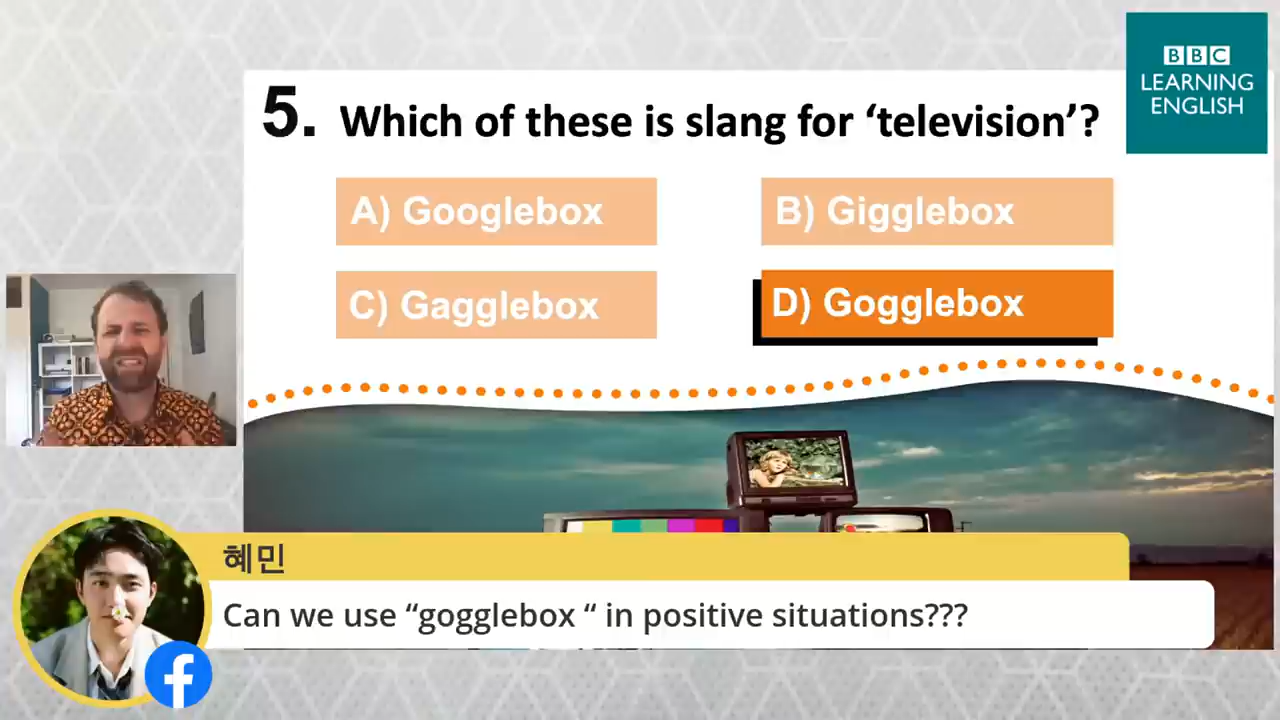 5. Which of these is slang for ‘television’?
BBC
LEARNING
ENGLISH
A) Googlebox
B) Gigglebox
C) Gagglebox
D) Gogglebox
혜민
Can we use “gogglebox “ in positive situations???